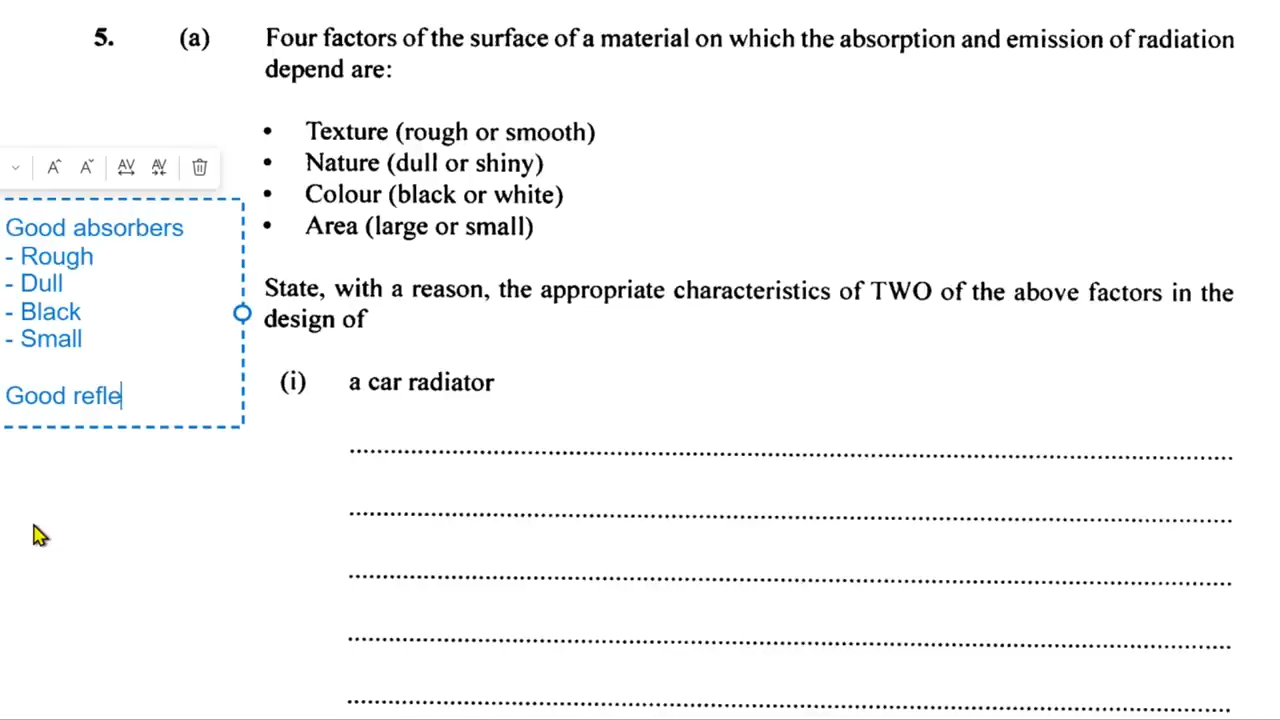 5. (a) Four factors of the surface of a material on which the absorption and emission of radiation
depend are:
• Texture (rough or smooth)
• Nature (dull or shiny)
• Colour (black or white)
• Area (large or small)
Good absorbers
- Rough
- Dull
- Black
- Small
Good refle
State, with a reason, the appropriate characteristics of TWO of the above factors in the
design of
(i) a car radiator